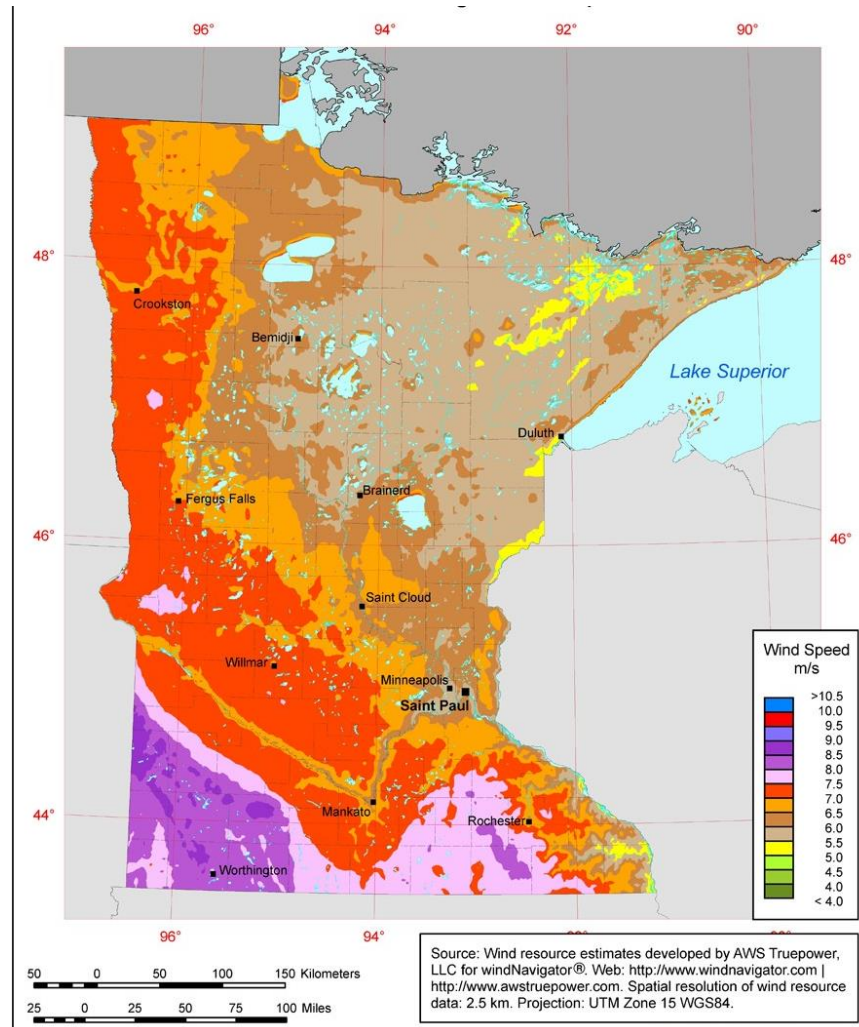 96°
94°
92°
90°
48°
48°
Crookston
Bemidji
Lake Superior
Duluth
Fergus Falls
Brainerd
46°
46°
Saint Cloud
Willmar
Minneapolis
Saint Paul
Wind Speed
m/s
>10.5
10.0
9.5
9.0
8.5
8.0
7.5
7.0
6.5
6.0
5.5
5.0
4.5
4.0
< 4.0
44°
Mankato
Rochester
Worthington
96°
94°
92°
50 0 50 100 150 Kilometers
25 0 25 50 75 100 Miles
Source: Wind resource estimates developed by AWS Truepower,
LLC for windNavigator®. Web: http://www.windnavigator.com |
http://www.awstruepower.com. Spatial resolution of wind resource
data: 2.5 km. Projection: UTM Zone 15 WGS84.